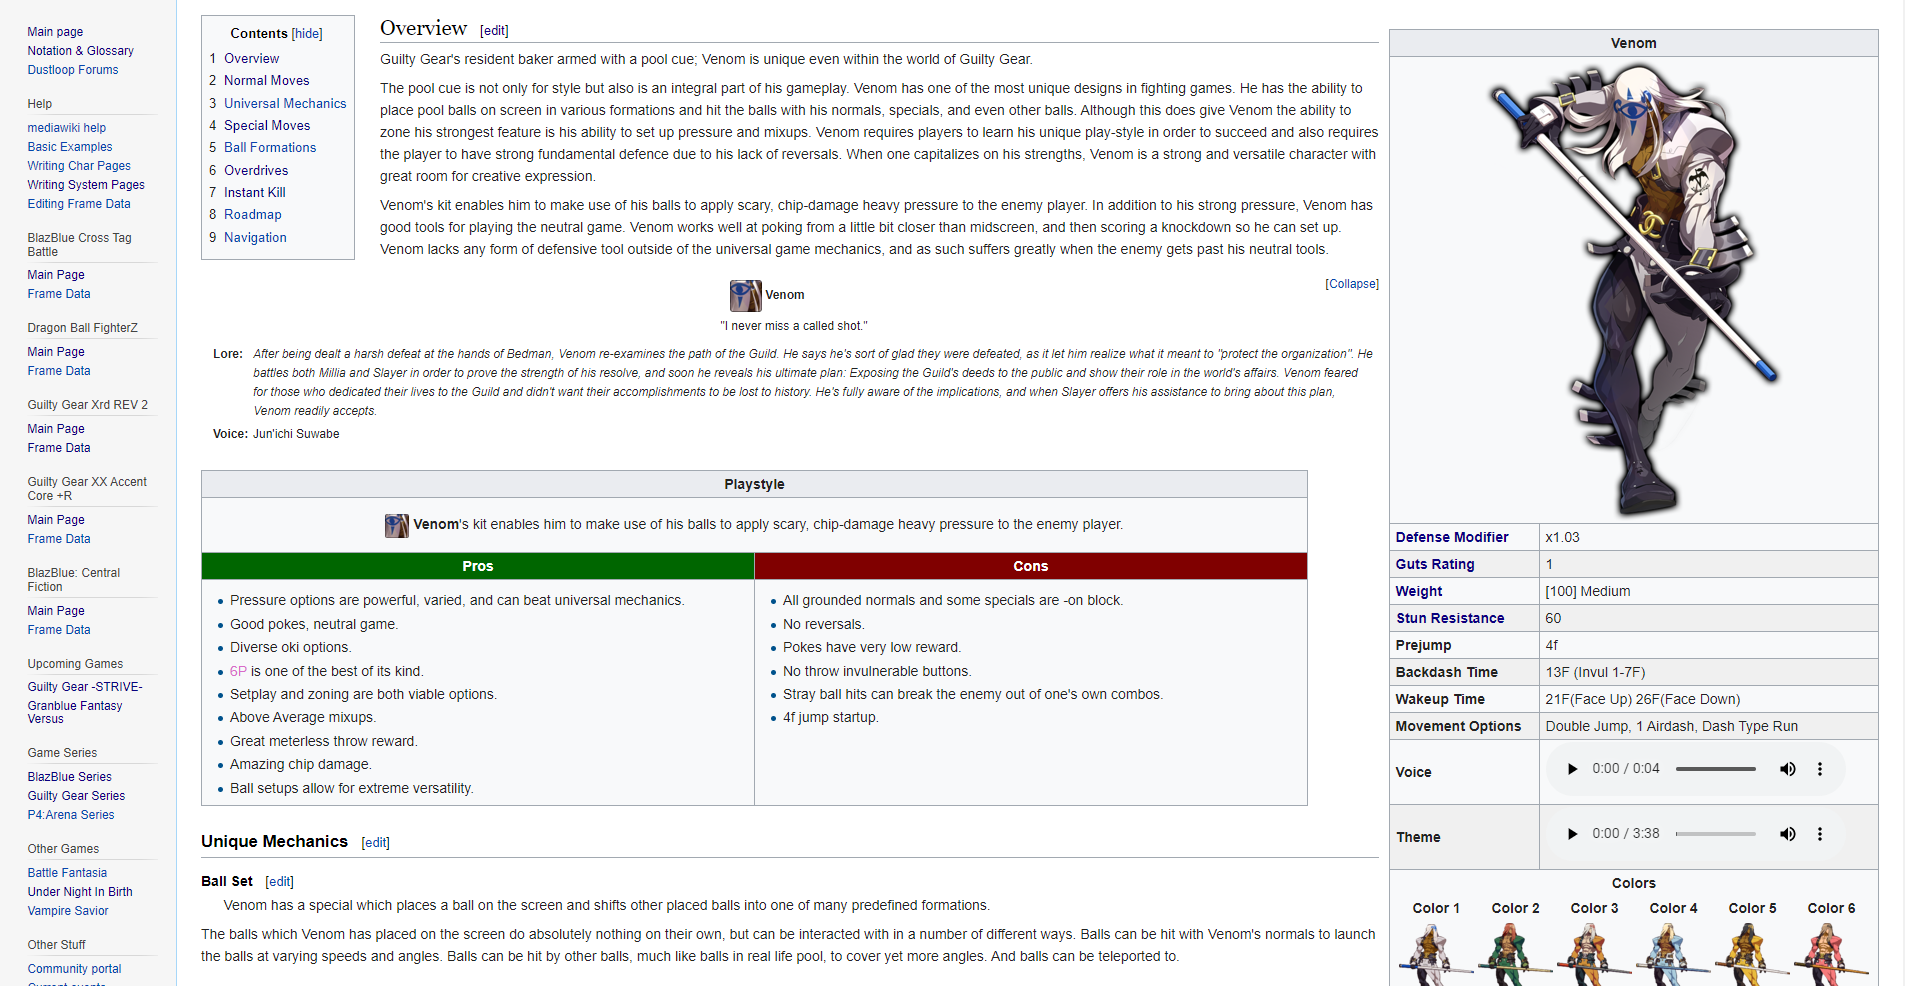 Main page
Notation & Glossary
Dustloop Forums
Help
mediawiki help
Basic Examples
Writing Char Pages
Writing System Pages
Editing Frame Data
BlazBlue Cross Tag
Battle
Main Page
Frame Data
Dragon Ball FighterZ
Main Page
Frame Data
Guilty Gear Xrd REV 2
Main Page
Frame Data
Guilty Gear XX Accent
Core +R
Main Page
Frame Data
BlazBlue: Central
Fiction
Main Page
Frame Data
Upcoming Games
Guilty Gear -STRIVE-
Granblue Fantasy
Versus
Game Series
BlazBlue Series
Guilty Gear Series
P4:Arena Series
Other Games
Battle Fantasia
Under Night In Birth
Vampire Savior
Other Stuff
Community portal
Current events
Contents [hide]
1 Overview
2 Normal Moves
3 Universal Mechanics
4 Special Moves
5 Ball Formations
6 Overdrives
7 Instant Kill
8 Roadmap
9 Navigation
Overview [edit]
Guilty Gear's resident baker armed with a pool cue; Venom is unique even within the world of Guilty Gear.
The pool cue is not only for style but also is an integral part of his gameplay. Venom has one of the most unique designs in fighting games. He has the ability to
place pool balls on screen in various formations and hit the balls with his normals, specials, and even other balls. Although this does give Venom the ability to
zone his strongest feature is his ability to set up pressure and mixups. Venom requires players to learn his unique play-style in order to succeed and also requires
the player to have strong fundamental defence due to his lack of reversals. When one capitalizes on his strengths, Venom is a strong and versatile character with
great room for creative expression.
Venom's kit enables him to make use of his balls to apply scary, chip-damage heavy pressure to the enemy player. In addition to his strong pressure, Venom has
good tools for playing the neutral game. Venom works well at poking from a little bit closer than midscreen, and then scoring a knockdown so he can set up.
Venom lacks any form of defensive tool outside of the universal game mechanics, and as such suffers greatly when the enemy gets past his neutral tools.
[Collapse]
Venom
"I never miss a called shot."
Lore: After being dealt a harsh defeat at the hands of Bedman, Venom re-examines the path of the Guild. He says he's sort of glad they were defeated, as it let him realize what it meant to "protect the organization". He
battles both Millia and Slayer in order to prove the strength of his resolve, and soon he reveals his ultimate plan: Exposing the Guild's deeds to the public and show their role in the world's affairs. Venom feared
for those who dedicated their lives to the Guild and didn't want their accomplishments to be lost to history. He's fully aware of the implications, and when Slayer offers his assistance to bring about this plan,
Venom readily accepts.
Voice: Jun'ichi Suwabe
Playstyle
Venom's kit enables him to make use of his balls to apply scary, chip-damage heavy pressure to the enemy player.
Pros
• Pressure options are powerful, varied, and can beat universal mechanics.
• Good pokes, neutral game.
• Diverse oki options.
• 6P is one of the best of its kind.
• Setplay and zoning are both viable options.
• Above Average mixups.
• Great meterless throw reward.
• Amazing chip damage.
• Ball setups allow for extreme versatility.
Cons
• All grounded normals and some specials are -on block.
• No reversals.
• Pokes have very low reward.
• No throw invulnerable buttons.
• Stray ball hits can break the enemy out of one's own combos.
• 4f jump startup.
Unique Mechanics [edit]
Ball Set [edit]
Venom has a special which places a ball on the screen and shifts other placed balls into one of many predefined formations.
The balls which Venom has placed on the screen do absolutely nothing on their own, but can be interacted with in a number of different ways. Balls can be hit with Venom's normals to launch
the balls at varying speeds and angles. Balls can be hit by other balls, much like balls in real life pool, to cover yet more angles. And balls can be teleported to.
Venom
Defense Modifier x1.03
Guts Rating 1
Weight [100] Medium
Stun Resistance 60
Prejump 4f
Backdash Time 13F (Invul 1-7F)
Wakeup Time 21F(Face Up) 26F(Face Down)
Movement Options Double Jump, 1 Airdash, Dash Type Run
Voice 0:00 / 0:04
Theme 0:00 / 3:38
Colors
Color 1 Color 2 Color 3 Color 4 Color 5 Color 6